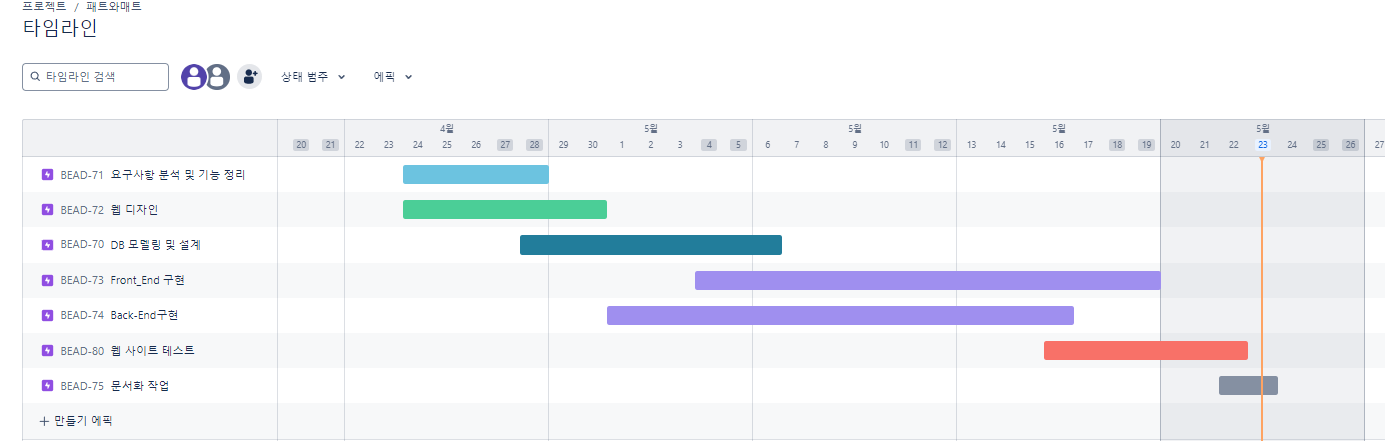 프로젝트 / 패트와매트
타임라인
타임라인 검색 상태 범주 에픽
4월 5월 5월 5월 5월
20 21 22 23 24 25 26 27 28 29 30 1 2 3 4 5 6 7 8 9 10 11 12 13 14 15 16 17 18 19 20 21 22 23 24 25 26 27
BEAD-71 요구사항 분석 및 기능 정리
BEAD-72 웹 디자인
BEAD-70 DB 모델링 및 설계
BEAD-73 Front_End 구현
BEAD-74 Back-End구현
BEAD-80 웹 사이트 테스트
BEAD-75 문서화 작업
+ 만들기 에픽